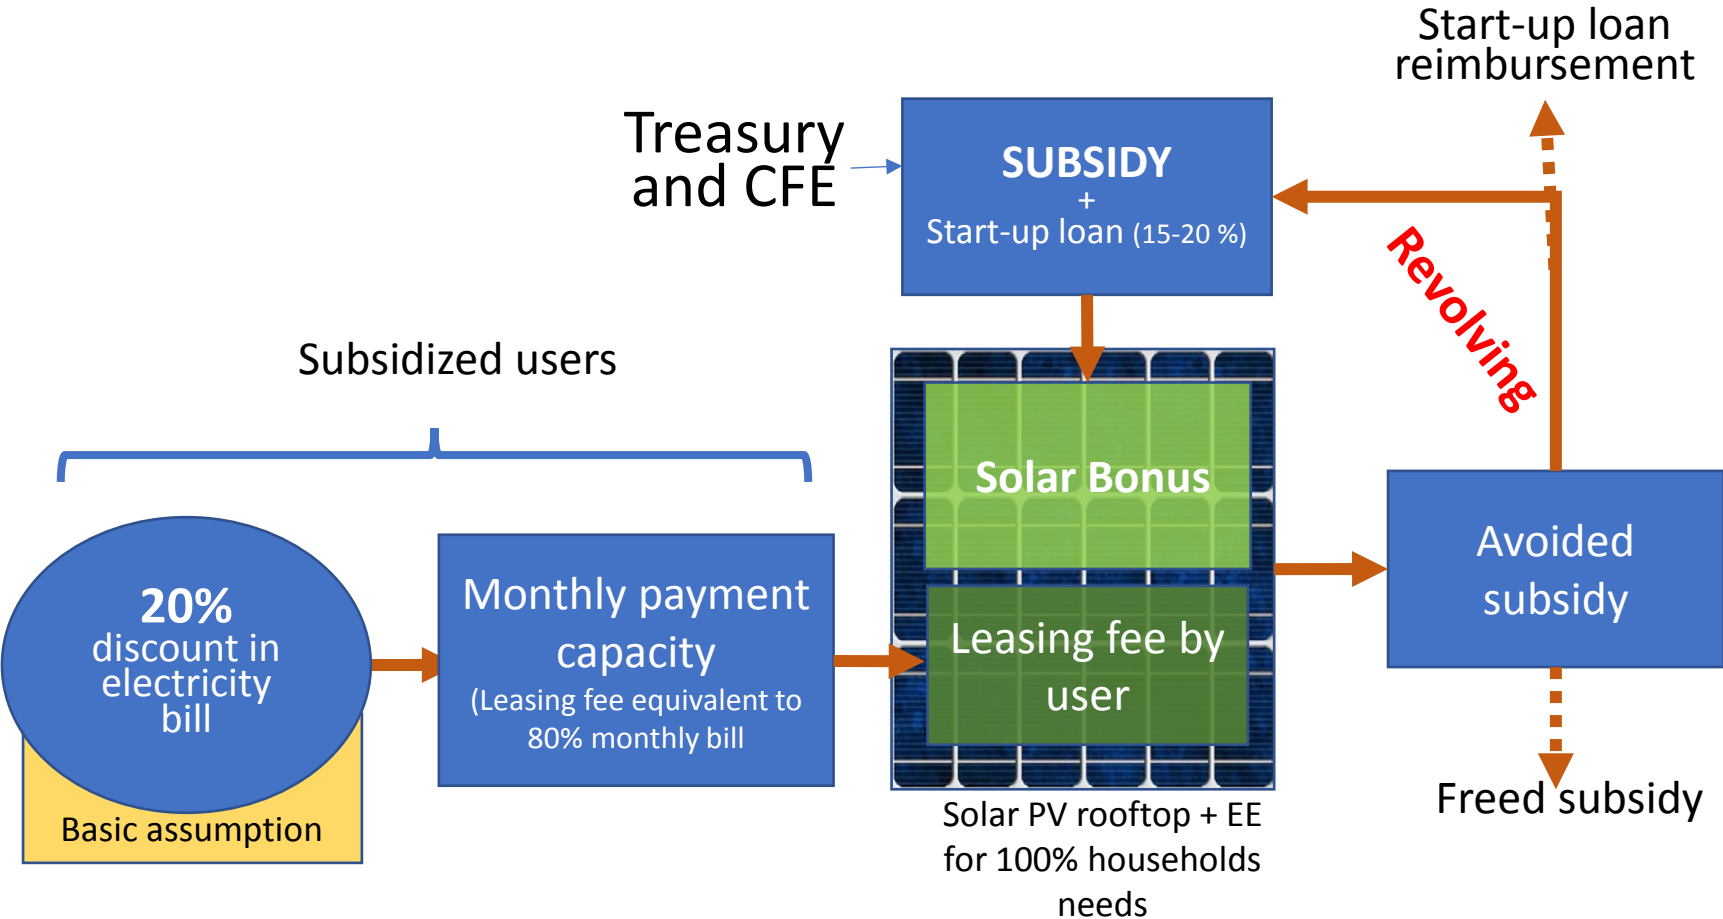 Start-up loan
reimbursement
Treasury
and CFE
SUBSIDY
+
Start-up loan (15-20 %)
Revolving
Subsidized users
20%
discount in
electricity
bill
Basic assumption
Monthly payment
capacity
(Leasing fee equivalent to
80% monthly bill
Solar Bonus
Leasing fee by
user
Solar PV rooftop + EE
for 100% households
needs
Avoided
subsidy
Freed subsidy